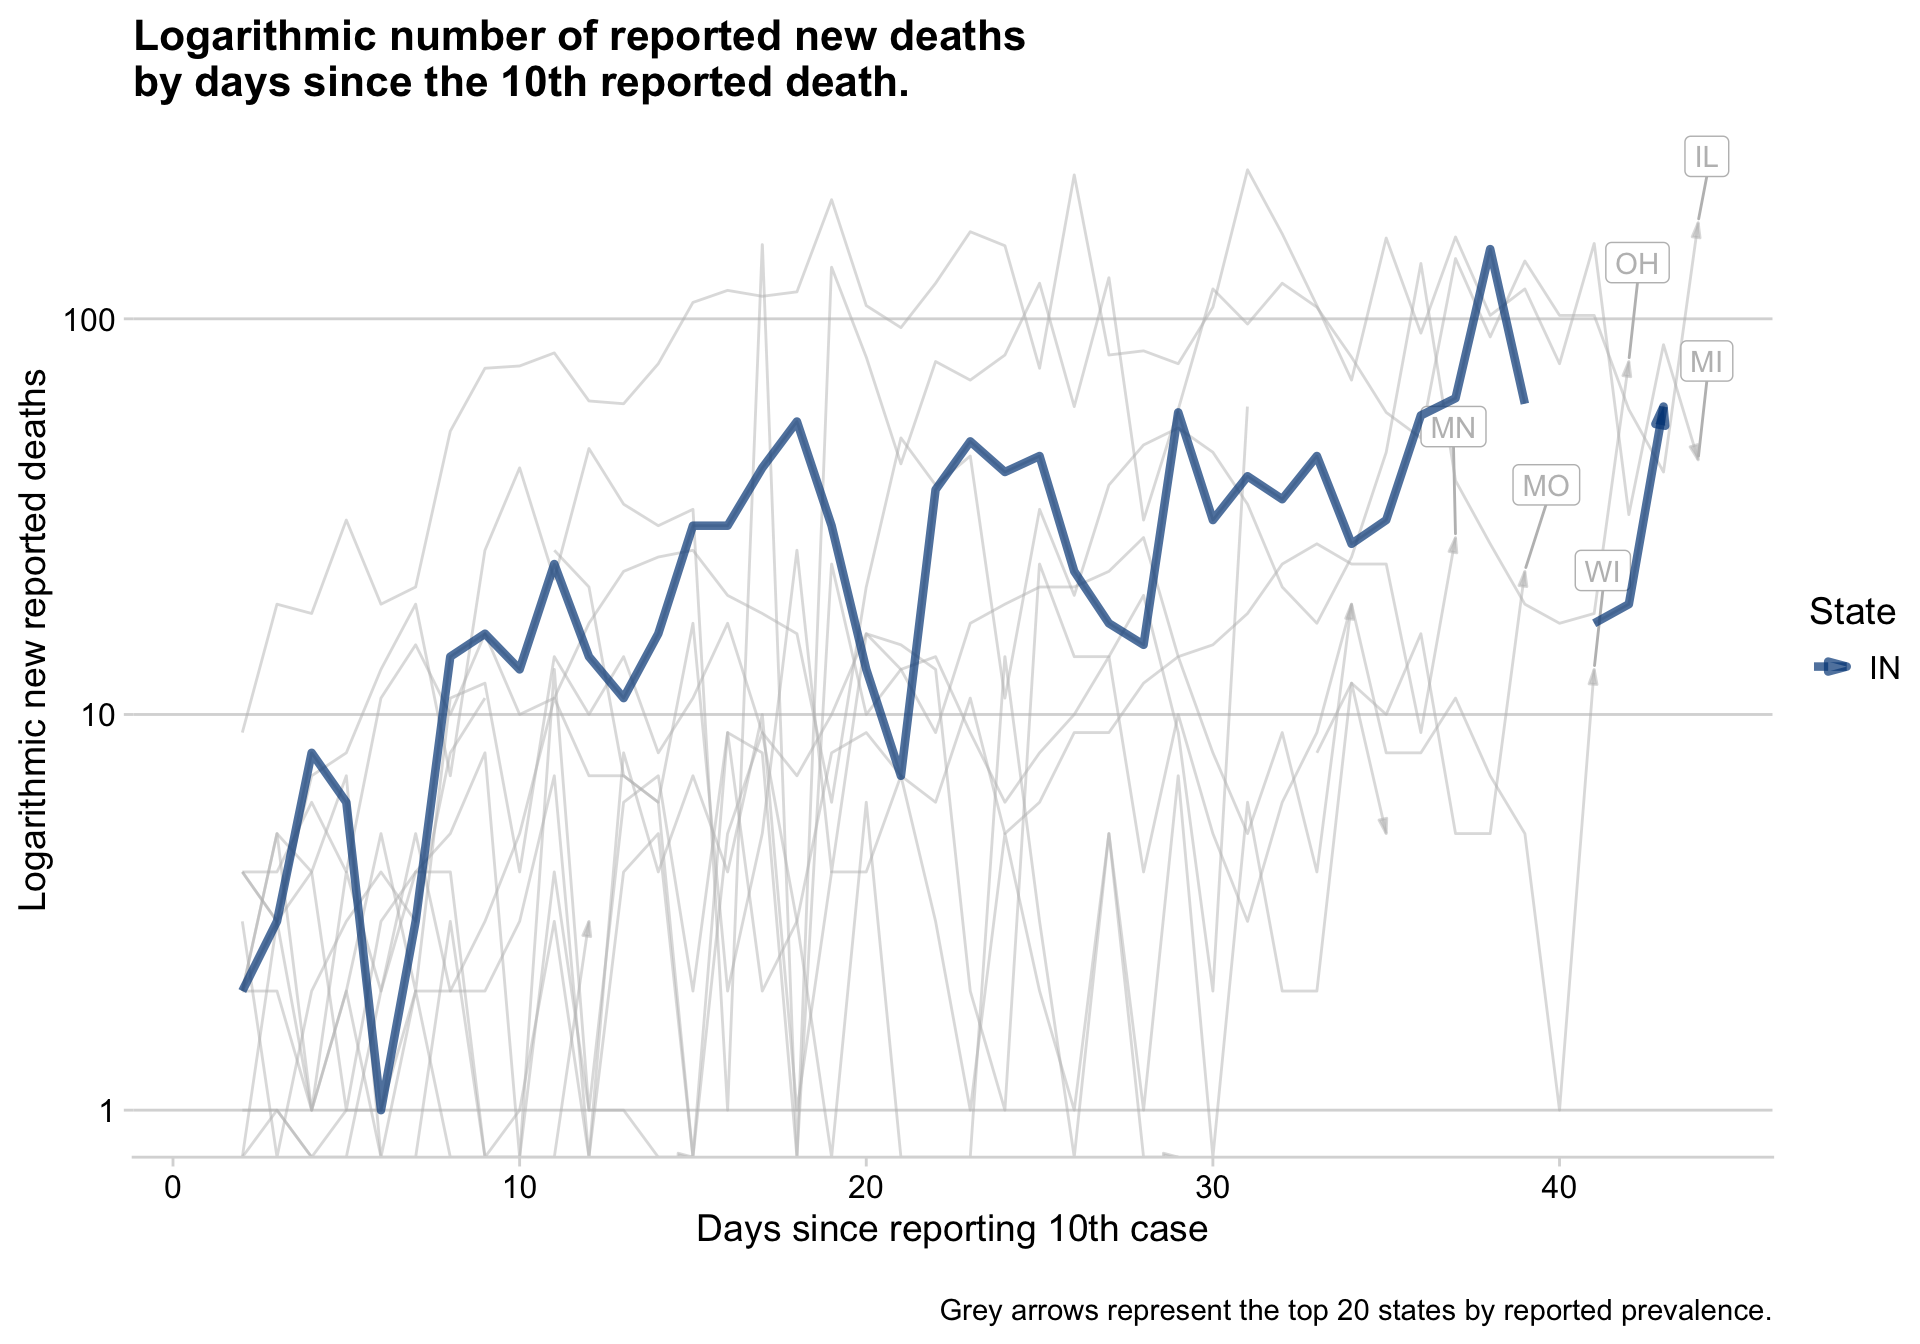 Logarithmic number of reported new deaths
by days since the 10th reported death.
IL
OH
100
MI
MN
MO
WI
10
1
Logarithmic new reported deaths
State
IN
0 10 20 30 40
Days since reporting 10th case
Grey arrows represent the top 20 states by reported prevalence.